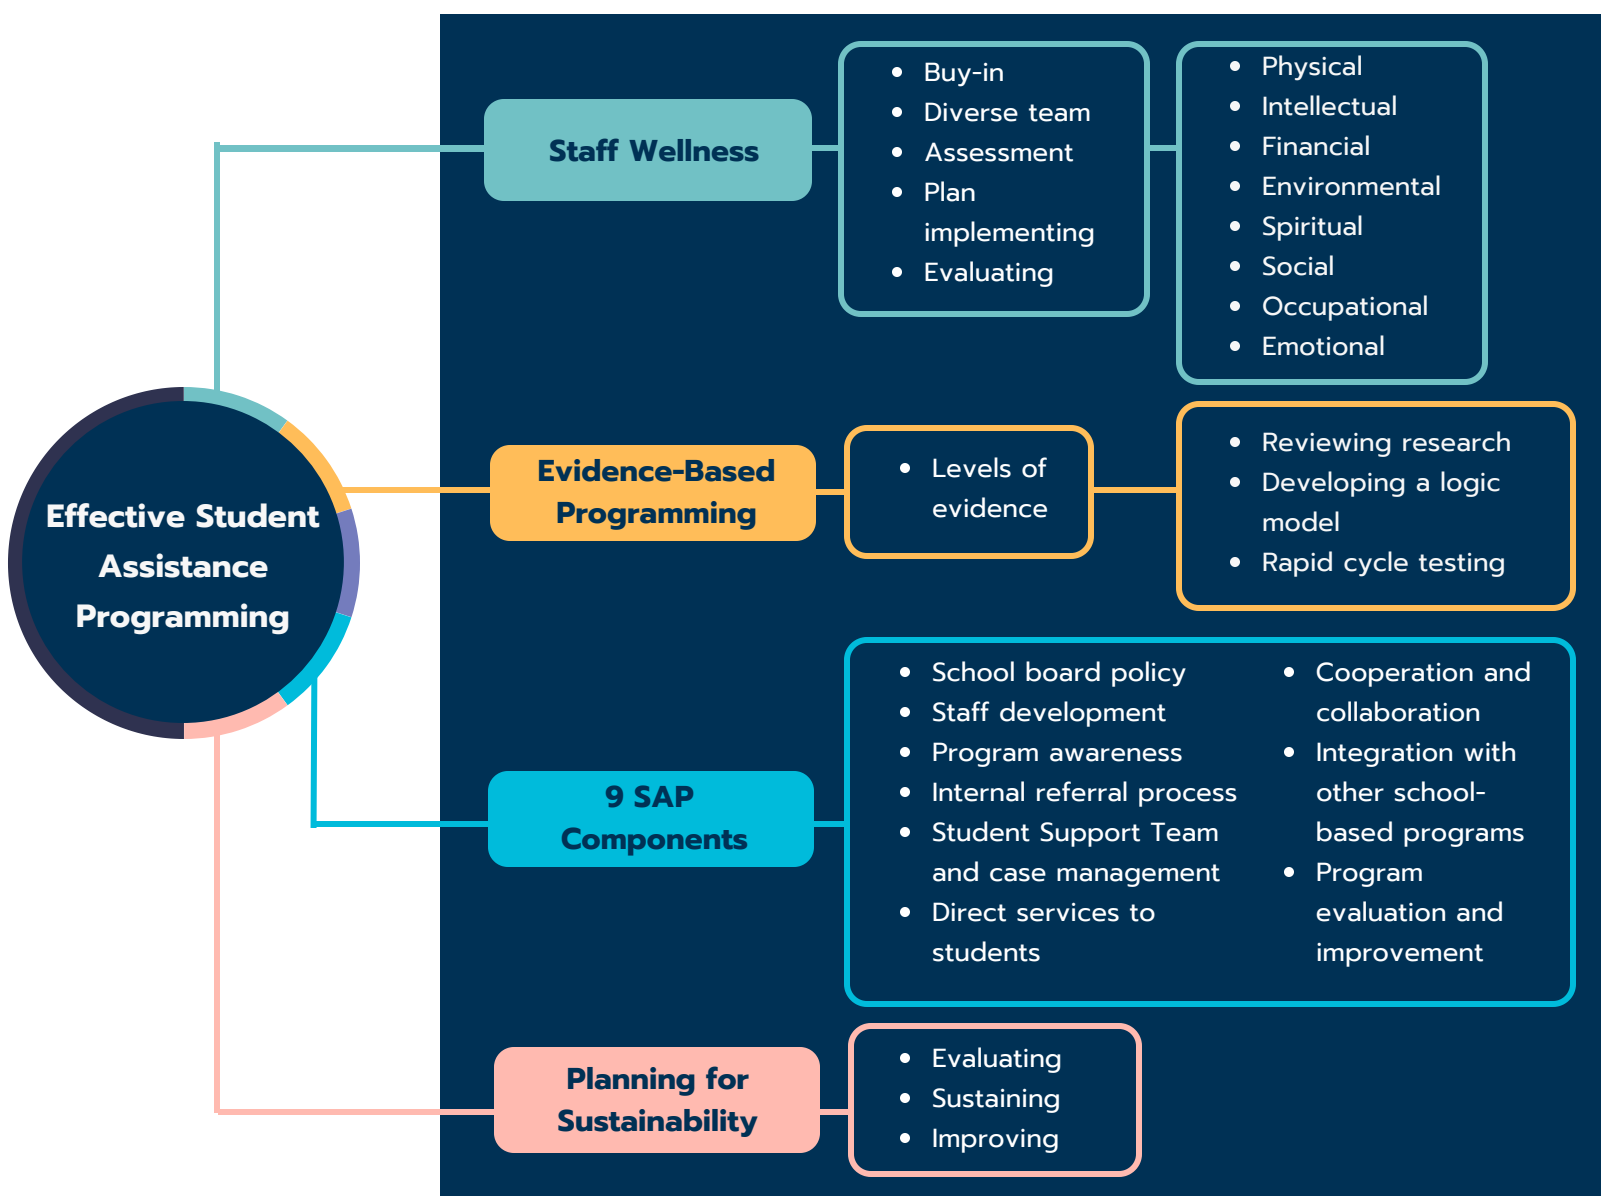 Effective Student
Assistance
Programming
Staff Wellness
Buy-in
Diverse team
Assessment
Plan
implementing
Evaluating
Physical
Intellectual
Financial
Environmental
Spiritual
Social
Occupational
Emotional
Evidence-Based
Programming
Levels of
evidence
Reviewing research
Developing a logic
model
Rapid cycle testing
9 SAP
Components
School board policy
Staff development
Program awareness
Internal referral process
Student Support Team
and case management
Direct services to
students
Cooperation and
collaboration
Integration with
other school-
based programs
Program
evaluation and
improvement
Planning for
Sustainability
Evaluating
Sustaining
Improving